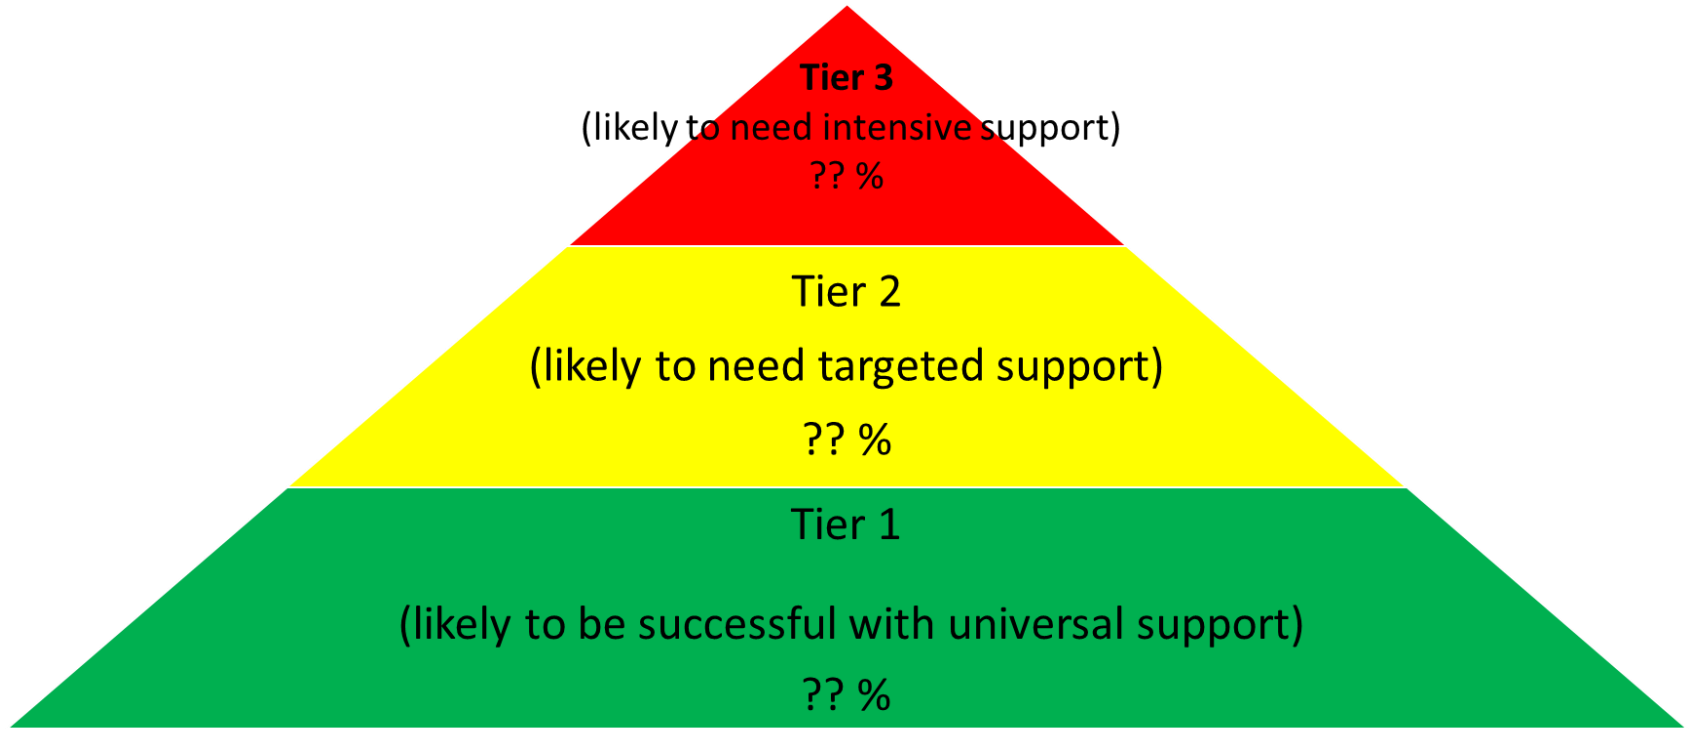 Tier 3
(likely to need intensive support)
?? %
Tier 2
(likely to need targeted support)
?? %
Tier 1
(likely to be successful with universal support)
?? %